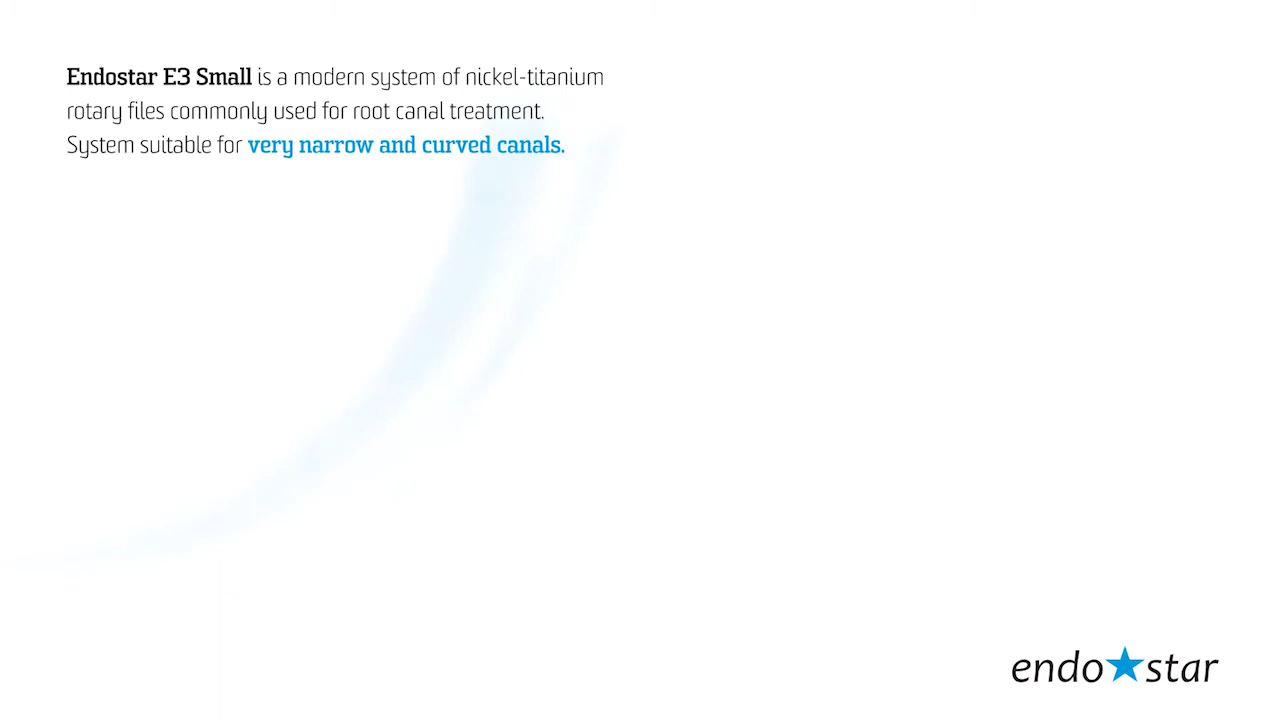 Endostar E3 Small is a modern system of nickel-titanium
rotary files commonly used for root canal treatment.
System suitable for very narrow and curved canals.
endo★star